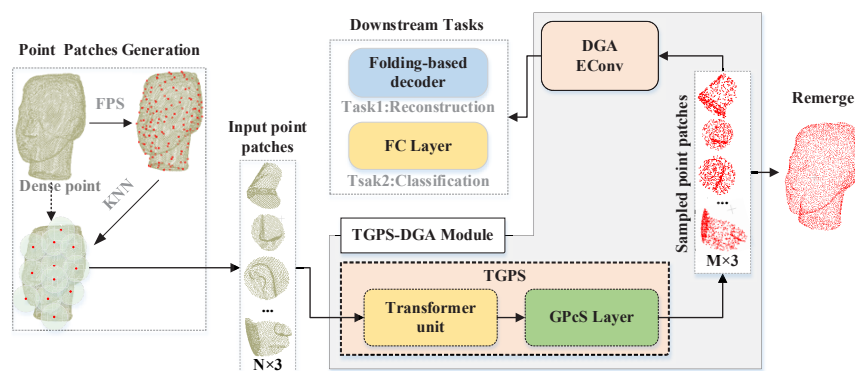 Point Patches Generation
FPS
Dense point
KNN
Input point
patches
...
N×3
Downstream Tasks
Folding-based
decoder
Task1:Reconstruction
FC Layer
Tsak2:Classification
DGA
EConv
TGPS-DGA Module
TGPS
Transformer
unit
GPcS Layer
Sampled point patches
...
M×3
Remerge